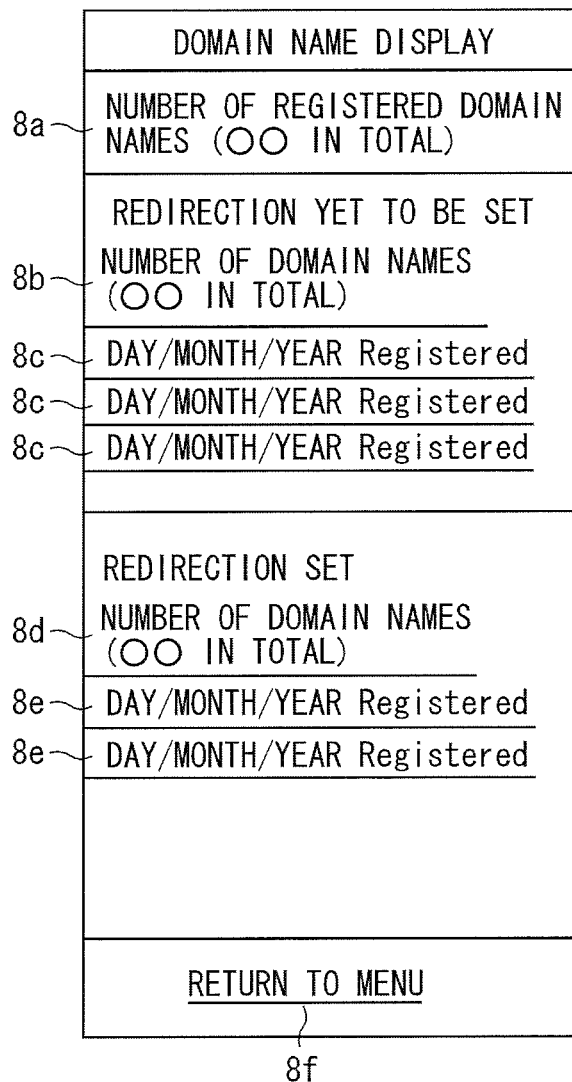 DOMAIN NAME DISPLAY
8a
NUMBER OF REGISTERED DOMAIN
NAMES (○○ IN TOTAL)
REDIRECTION YET TO BE SET
8b
NUMBER OF DOMAIN NAMES
(○○ IN TOTAL)
8c DAY/MONTH/YEAR Registered
8c DAY/MONTH/YEAR Registered
8c DAY/MONTH/YEAR Registered
REDIRECTION SET
8d
NUMBER OF DOMAIN NAMES
(○○ IN TOTAL)
8e DAY/MONTH/YEAR Registered
8e DAY/MONTH/YEAR Registered
RETURN TO MENU
8f